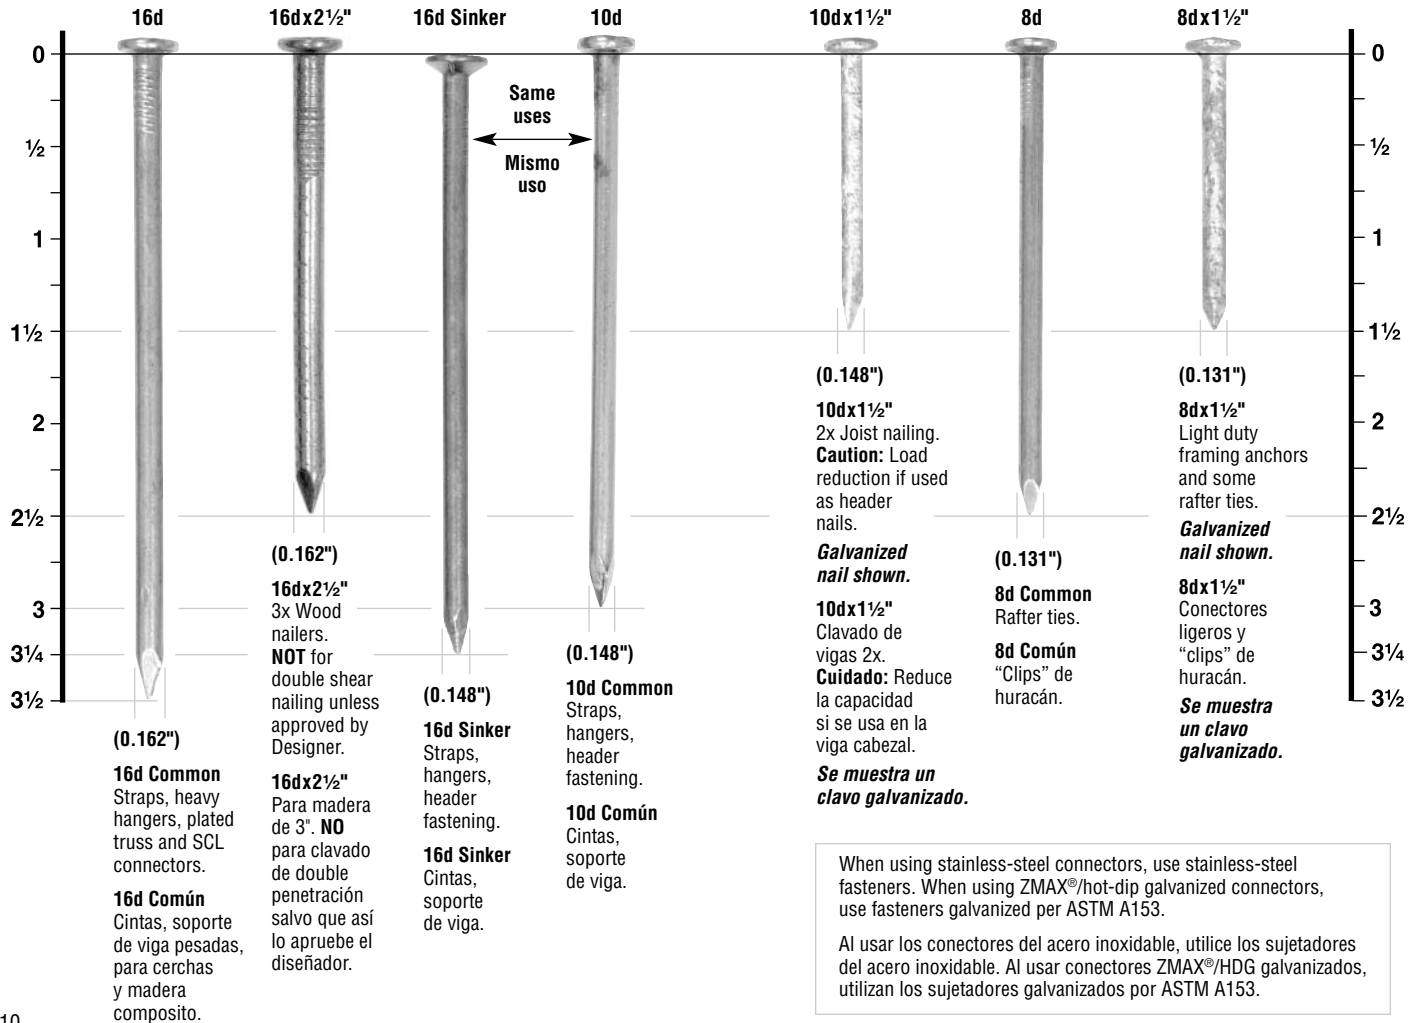 16d
16dx2½"
16d Sinker
10d
10dx1½"
8d
8dx1½"
0
½
1
1½
2
2½
3
3¼
3½
0
½
1
1½
2
2½
3
3¼
3½
Same
uses
Mismo
uso
(0.162")
16d Common
Straps, heavy
hangers, plated
truss and SCL
connectors.
16d Común
Cintas, soporte
de viga pesadas,
para cerchas
y madera
composito.
(0.162")
16dx2½"
3x Wood
nailers.
NOT for
double shear
nailing unless
approved by
Designer.
16dx2½"
Para madera
de 3". NO
para clavado
de double
penetración
salvo que así
lo apruebe el
diseñador.
(0.148")
16d Sinker
Straps,
hangers,
header
fastening.
16d Sinker
Cintas,
soporte
de viga.
(0.148")
10d Common
Straps,
hangers,
header
fastening.
10d Común
Cintas,
soporte
de viga.
(0.148")
10dx1½"
2x Joist nailing.
Caution: Load
reduction if used
as header
nails.
Galvanized
nail shown.
10dx1½"
Clavado de
vigas 2x.
Cuidado: Reduce
la capacidad
si se usa en la
viga cabezal.
Se muestra un
clavo galvanizado.
(0.131")
8d Common
Rafter ties.
8d Común
“Clips” de
huracán.
(0.131")
8dx1½"
Light duty
framing anchors
and some
rafter ties.
Galvanized
nail shown.
8dx1½"
Conectores
ligeros y
“clips” de
huracán.
Se muestra
un clavo
galvanizado.
When using stainless-steel connectors, use stainless-steel
fasteners. When using ZMAX®/hot-dip galvanized connectors,
use fasteners galvanized per ASTM A153.
Al usar los conectores del acero inoxidable, utilice los sujetadores
del acero inoxidable. Al usar conectores ZMAX®/HDG galvanizados,
utilizan los sujetadores galvanizados por ASTM A153.
10